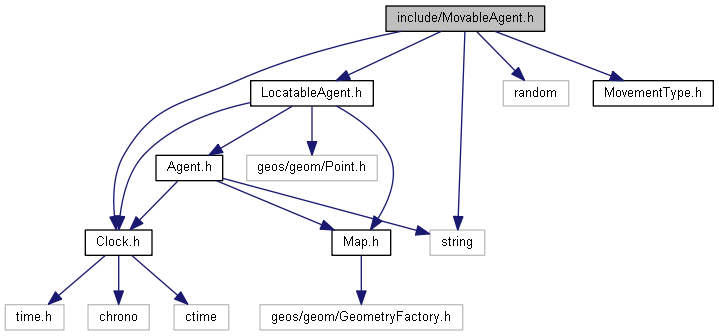 include/MovableAgent.h
LocatableAgent.h
random
MovementType.h
Agent.h
geos/geom/Point.h
Clock.h
Map.h
string
time.h
chrono
ctime
geos/geom/GeometryFactory.h